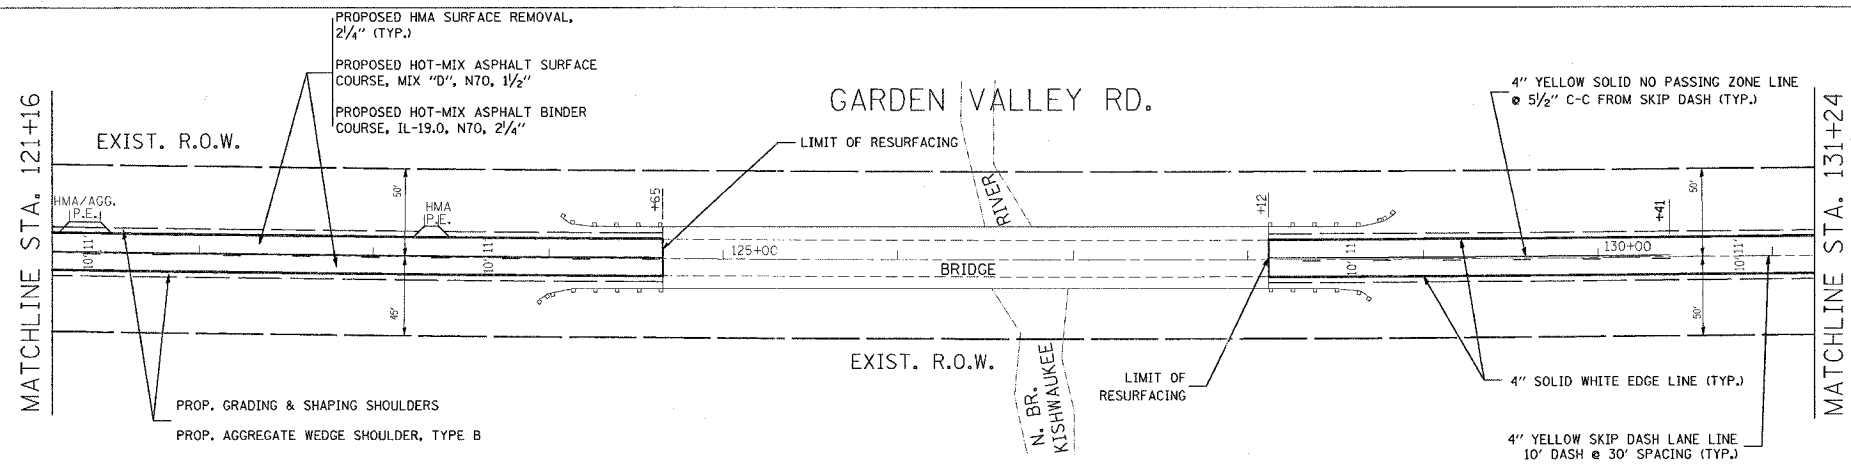 PROPOSED HMA SURFACE REMOVAL,
2¼" (TYP.)
PROPOSED HOT-MIX ASPHALT SURFACE
COURSE, MIX "D", N70, 1½"
PROPOSED HOT-MIX ASPHALT BINDER
COURSE, IL-19.0, N70, 2¼"
GARDEN VALLEY RD.
4" YELLOW SOLID NO PASSING ZONE LINE
@ 5½" C-C FROM SKIP DASH (TYP.)
MATCHLINE STA. 121+16
EXIST. R.O.W.
LIMIT OF RESURFACING
MATCHLINE STA. 131+24
HMA/AGG.
P.E.
50'
HMA
P.E.
+65
RIVER
+12
50'
+41
10' 11'
10' 11'
125+00
BRIDGE
10' 11'
130+00
10' 11'
45'
50'
EXIST. R.O.W.
N. BR.
KISHWAUKEE
LIMIT OF
RESURFACING
4" SOLID WHITE EDGE LINE (TYP.)
PROP. GRADING & SHAPING SHOULDERS
PROP. AGGREGATE WEDGE SHOULDER, TYPE B
4" YELLOW SKIP DASH LANE LINE
10' DASH @ 30' SPACING (TYP.)